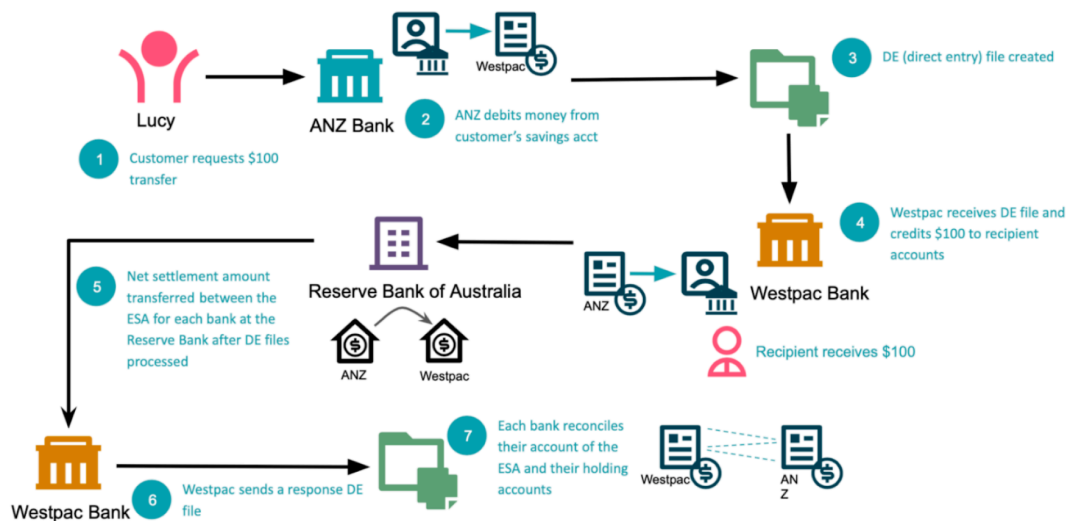 Lucy
1
Customer requests $100
transfer
ANZ Bank
Westpac
$
2
ANZ debits money from
customer's savings acct
3
DE (direct entry) file created
4
Westpac receives DE file and
credits $100 to recipient
accounts
Westpac Bank
ANZ
$
Recipient receives $100
Reserve Bank of Australia
$
ANZ
$
Westpac
5
Net settlement amount
transferred between the
ESA for each bank at the
Reserve Bank after DE files
processed
Westpac Bank
6
Westpac sends a response DE
file
7
Each bank reconciles
their account of the
ESA and their holding
accounts
Westpac
$
AN
Z
$